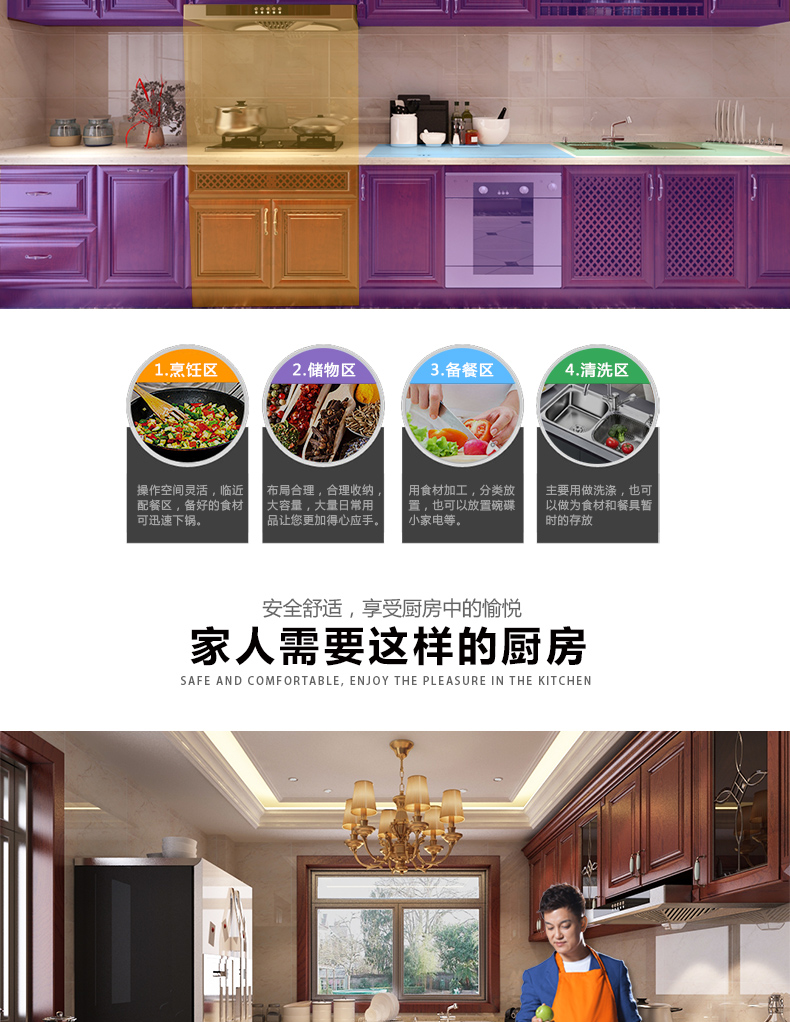 1.烹饪区
2.储物区
3.备餐区
4.清洗区
操作空间灵活，临近
配餐区，备好的食材
可迅速下锅。
布局合理，合理收纳，
大容量，大量日常用
品让您更加得心应手。
用食材加工，分类放
置，也可以放置碗碟
小家电等。
主要用做洗涤，也可
以做为食材和餐具暂
时的存放
安全舒适，享受厨房中的愉悦
家人需要这样的厨房
SAFE AND COMFORTABLE, ENJOY THE PLEASURE IN THE KITCHEN